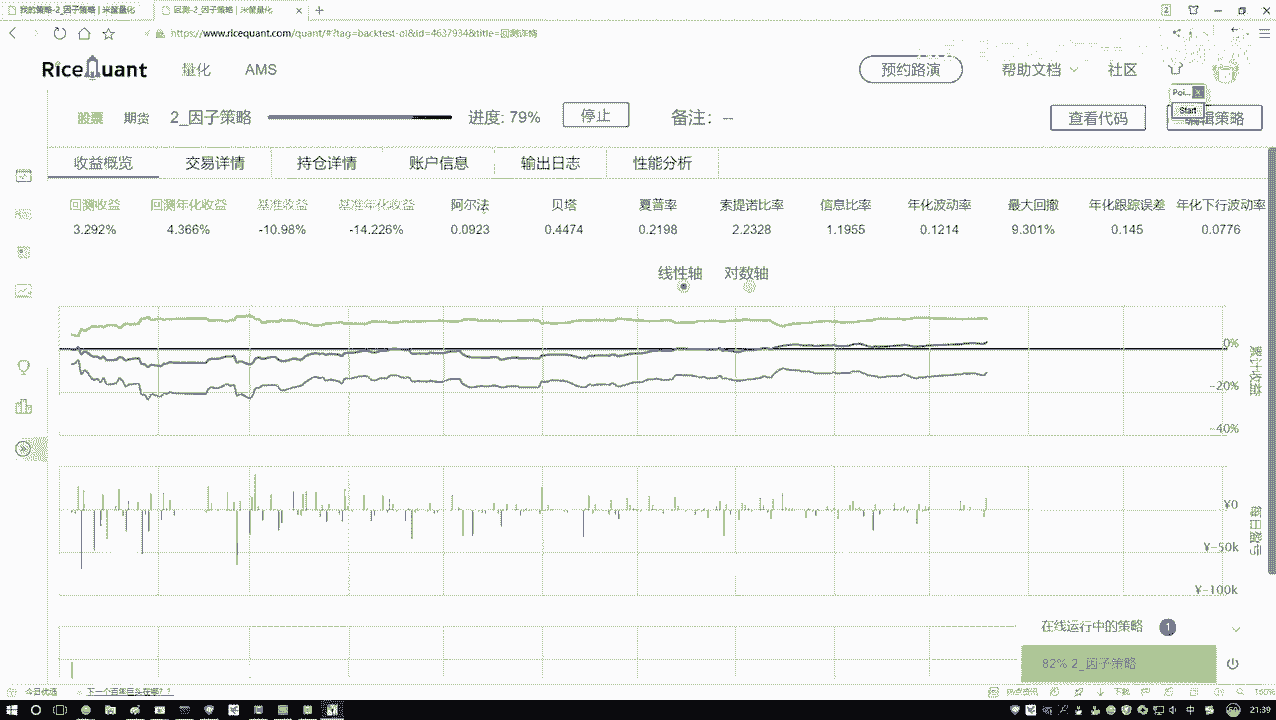 我的策略-2_因子策略 | 米筐量化
回测-2_因子策略 | 米筐量化
https://www.ricequant.com/quant/#?tag=backtest-ol&id=4637934&title=回测详情
RiceQuant 量化 AMS 预约路演 帮助文档 社区
Poi... X
Start
股票 期货 2_因子策略 进度: 79% 停止 备注: -- 查看代码 编辑策略
收益概览 交易详情 持仓详情 账户信息 输出日志 性能分析
回测收益 回测年化收益 基准收益 基准年化收益 阿尔法 贝塔 夏普率 索提诺比率 信息比率 年化波动率 最大回撤 年化跟踪误差 年化下行波动率
3.292% 4.366% -10.98% -14.226% 0.0923 0.4474 0.2198 2.2328 1.1955 0.1214 9.301% 0.145 0.0776
线性轴 对数轴
0%
-20%
-40%
累计收益
¥0
¥-50k
¥-100k
每日盈亏
在线运行中的策略 1
82% 2_因子策略
今日优选 下载 160%
中 21:39